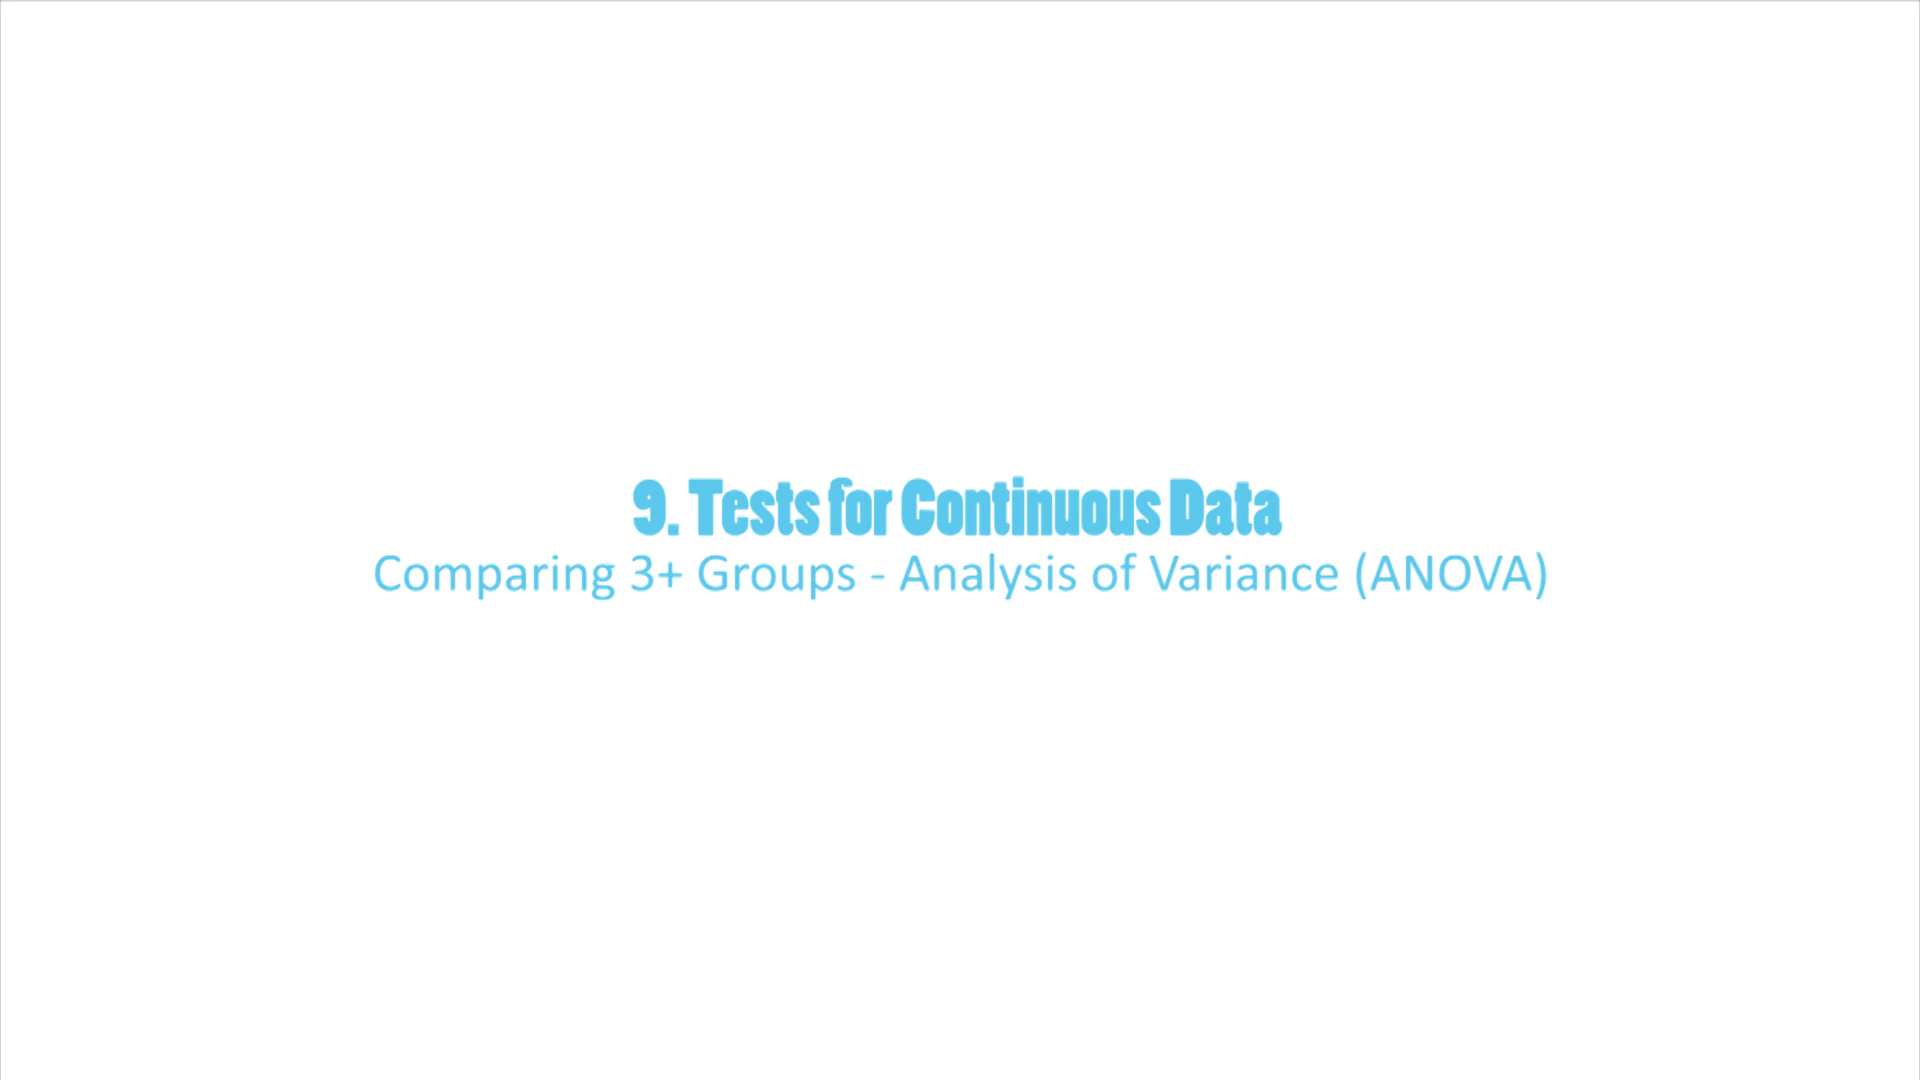 9. Tests for Continuous Data
Comparing 3+ Groups - Analysis of Variance (ANOVA)